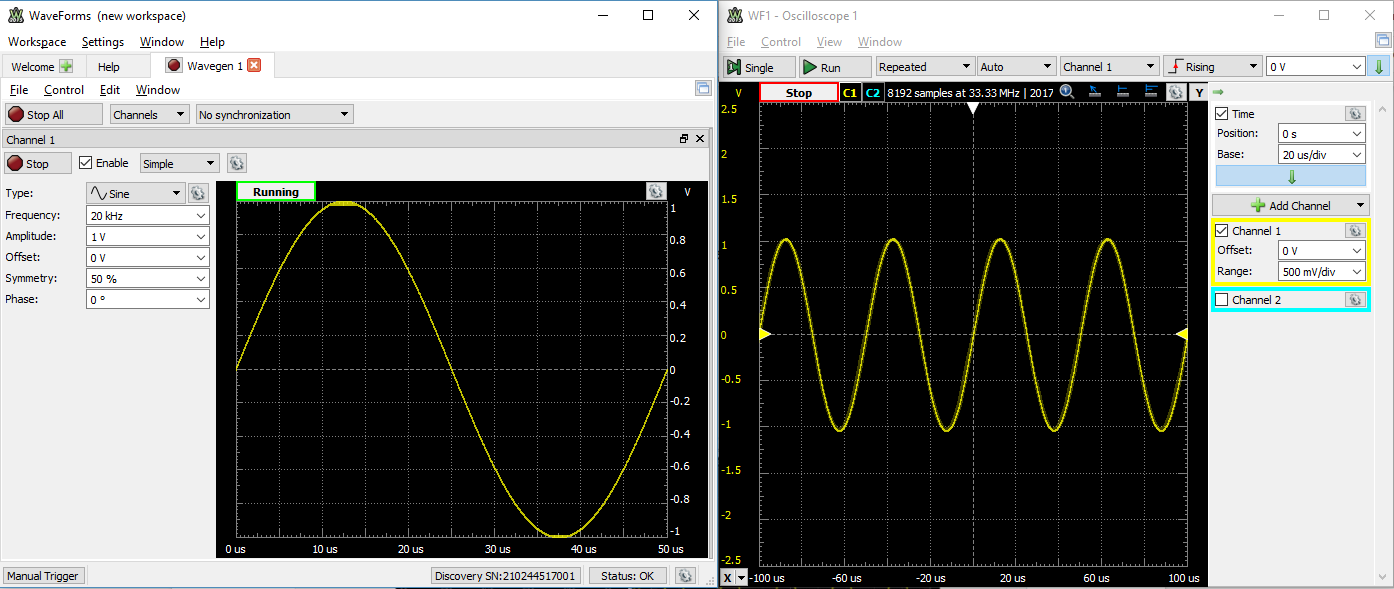 WaveForms (new workspace)
Workspace Settings Window Help
Welcome Help Wavegen 1
File Control Edit Window
Stop All Channels No synchronization
Channel 1
Stop Enable Simple
Type: Sine
Frequency: 20 kHz
Amplitude: 1 V
Offset: 0 V
Symmetry: 50 %
Phase: 0 º
Running V
1
0.8
0.6
0.4
0.2
0
-0.2
-0.4
-0.6
-0.8
-1
0 us 10 us 20 us 30 us 40 us 50 us
Manual Trigger Discovery SN:210244517001 Status: OK
WF1 - Oscilloscope 1
File Control View Window
Single Run Repeated Auto Channel 1 Rising 0 V
V Stop C1 C2 8192 samples at 33.33 MHz | 2017 Y
2.5
2
1.5
1
0.5
0
-0.5
-1
-1.5
-2
-2.5
X -100 us -60 us -20 us 20 us 60 us 100 us
Time
Position: 0 s
Base: 20 us/div
Add Channel
Channel 1
Offset: 0 V
Range: 500 mV/div
Channel 2